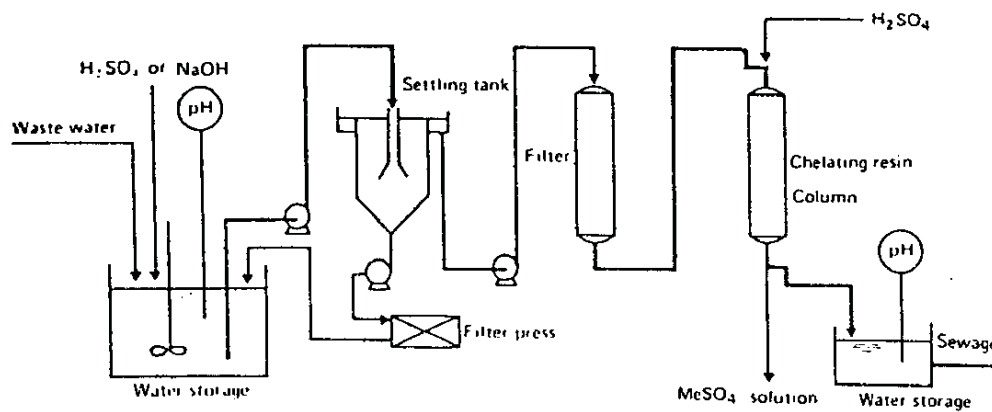 H₂SO₄
H₂SO₄ or NaOH
pH
Settling tank
Waste water
Filter
Chelating resin
Column
pH
Filter press
Sewage
Water storage
MeSO₄ solution
Water storage